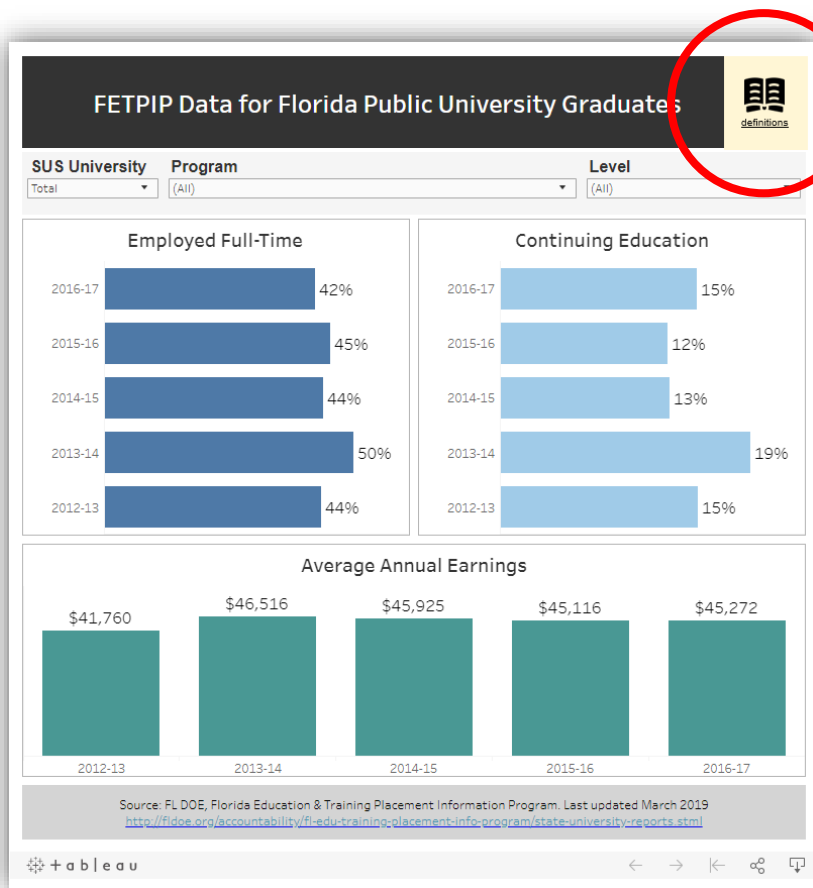 FETPIP Data for Florida Public University Graduates
definitions
SUS University Program Level
Total (All) (All)
Employed Full-Time
2016-17 42%
2015-16 45%
2014-15 44%
2013-14 50%
2012-13 44%
Continuing Education
2016-17 15%
2015-16 12%
2014-15 13%
2013-14 19%
2012-13 15%
Average Annual Earnings
$41,760 $46,516 $45,925 $45,116 $45,272
2012-13 2013-14 2014-15 2015-16 2016-17
Source: FL DOE, Florida Education & Training Placement Information Program. Last updated March 2019
http://fldoe.org/accountability/fl-edu-training-placement-info-program/state-university-reports.stml
+ a b | e a u